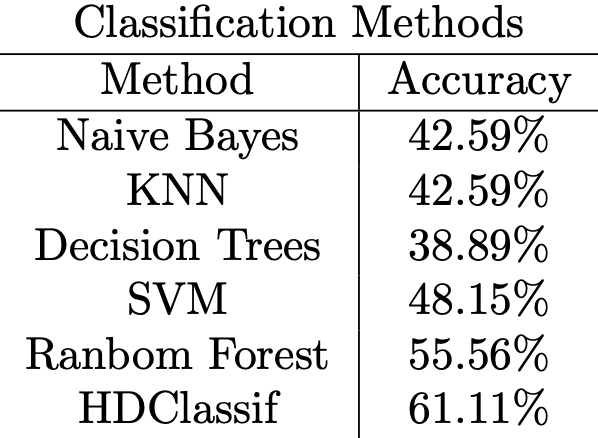 Classification Methods
Method Accuracy
Naive Bayes 42.59%
KNN 42.59%
Decision Trees 38.89%
SVM 48.15%
Ranbom Forest 55.56%
HDClassif 61.11%